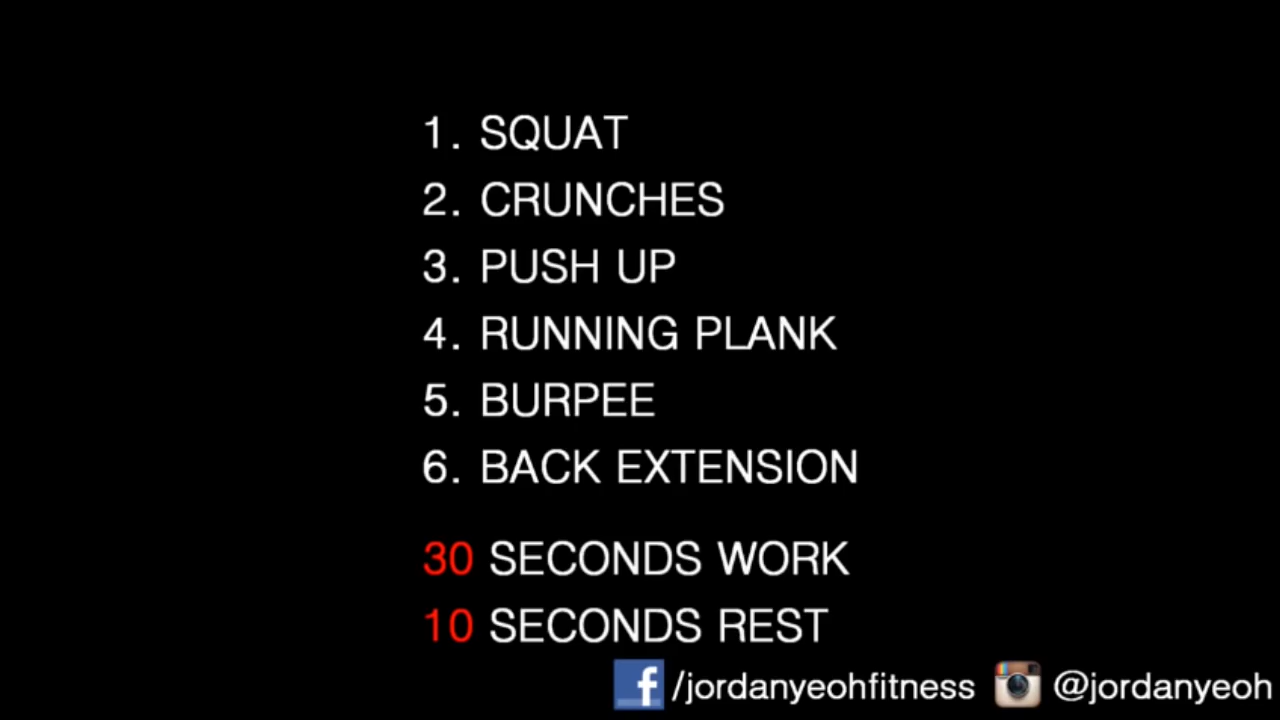 1. SQUAT
2. CRUNCHES
3. PUSH UP
4. RUNNING PLANK
5. BURPEE
6. BACK EXTENSION
30 SECONDS WORK
10 SECONDS REST
/jordanyeohfitness @jordanyeoh